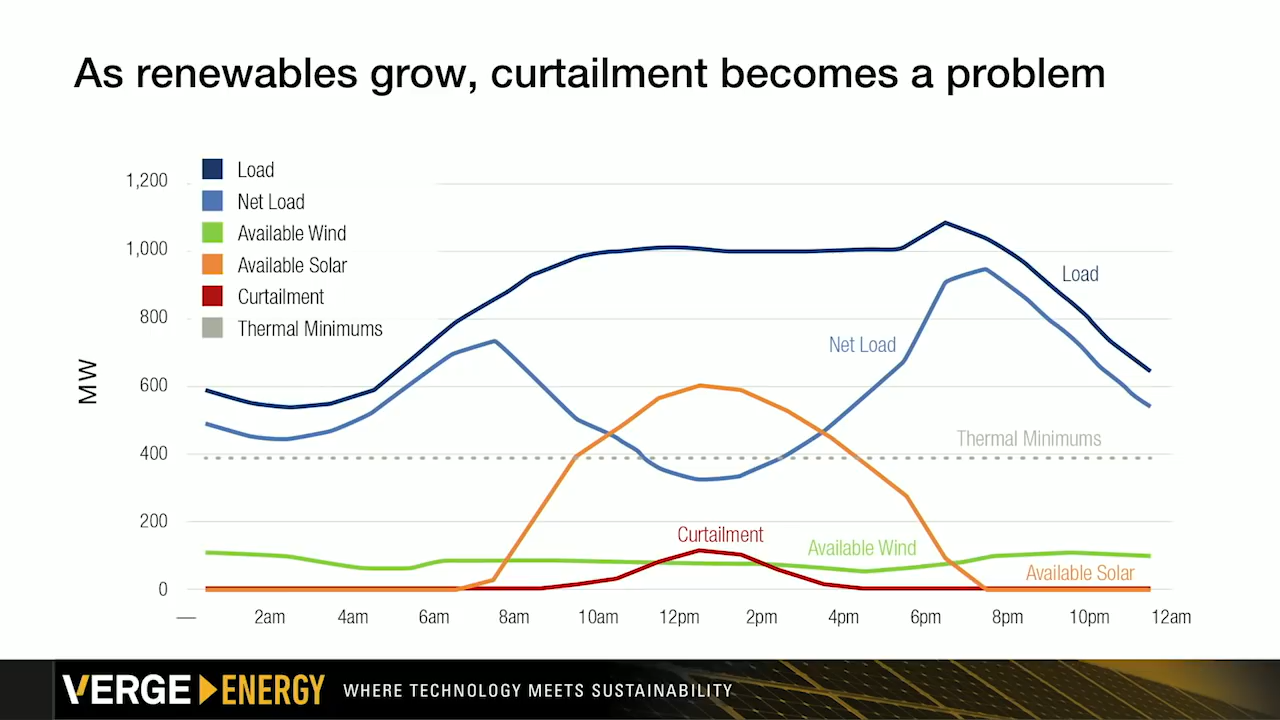 As renewables grow, curtailment becomes a problem
Load
Net Load
Available Wind
Available Solar
Curtailment
Thermal Minimums
MW
1,200
1,000
800
600
400
200
0
Load
Net Load
Thermal Minimums
Curtailment
Available Wind
Available Solar
— 2am 4am 6am 8am 10am 12pm 2pm 4pm 6pm 8pm 10pm 12am
VERGE ENERGY WHERE TECHNOLOGY MEETS SUSTAINABILITY